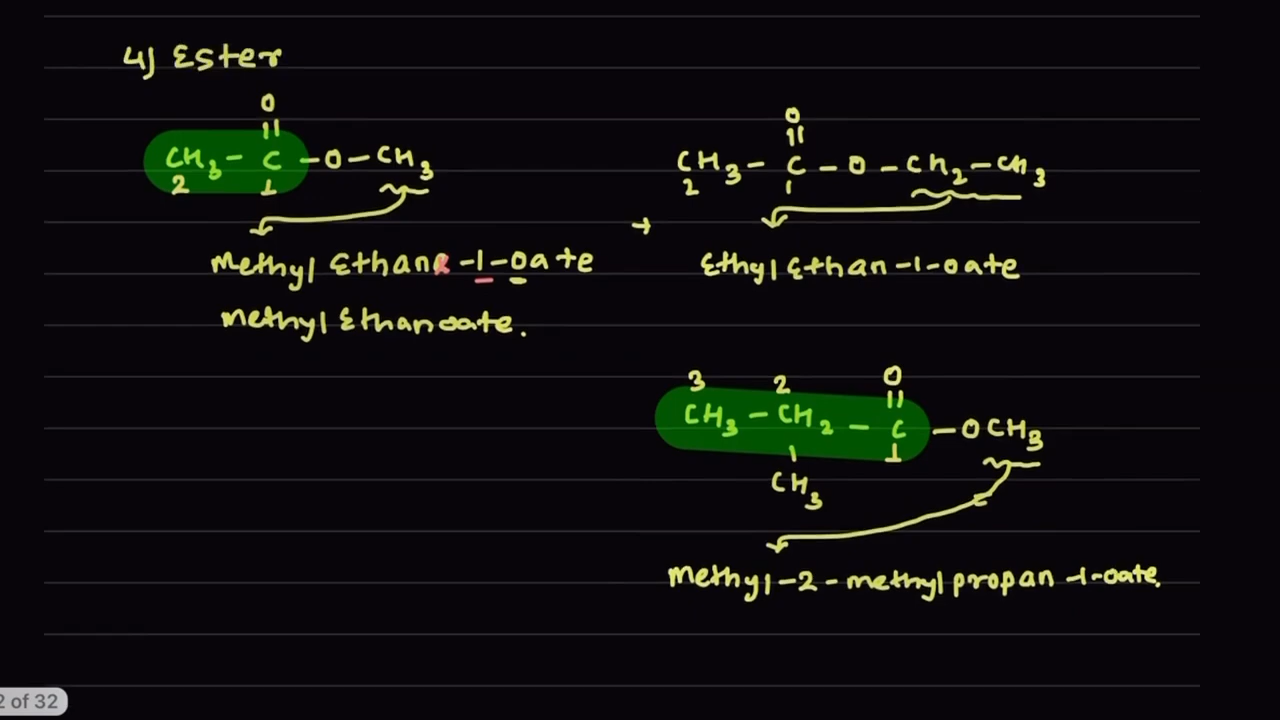 4) Ester
O
||
CH3 - C - O - CH3
2 1
Methyl Ethane -1-Oate
Methyl Ethanoate.
O
||
CH3 - C - O - CH2 - CH3
2 1
→
Ethyl Ethan-1-oate
3 2 O
||
CH3 - CH2 - C - OCH3
1
CH3
Methyl-2-methyl propan -1-oate.
2 of 32